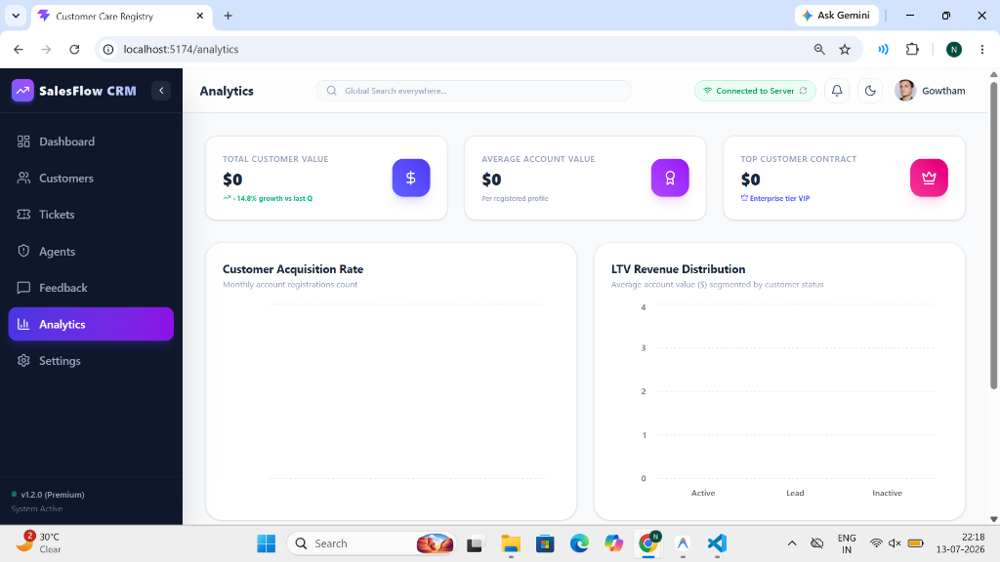 Customer Care Registry
Ask Gemini
localhost:5174/analytics
N
SalesFlow CRM
Analytics
Global Search everywhere...
Connected to Server
Gowtham
Dashboard
Customers
Tickets
Agents
Feedback
Analytics
Settings
v1.2.0 (Premium)
System Active
TOTAL CUSTOMER VALUE
$0
+14.8% growth vs last Q
AVERAGE ACCOUNT VALUE
$0
Per registered profile
TOP CUSTOMER CONTRACT
$0
Enterprise tier VIP
Customer Acquisition Rate
Monthly account registrations count
LTV Revenue Distribution
Average account value ($) segmented by customer status
4
3
2
1
0
Active Lead Inactive
2
30°C
Clear
Search
N
ENG
IN
22:18
13-07-2026